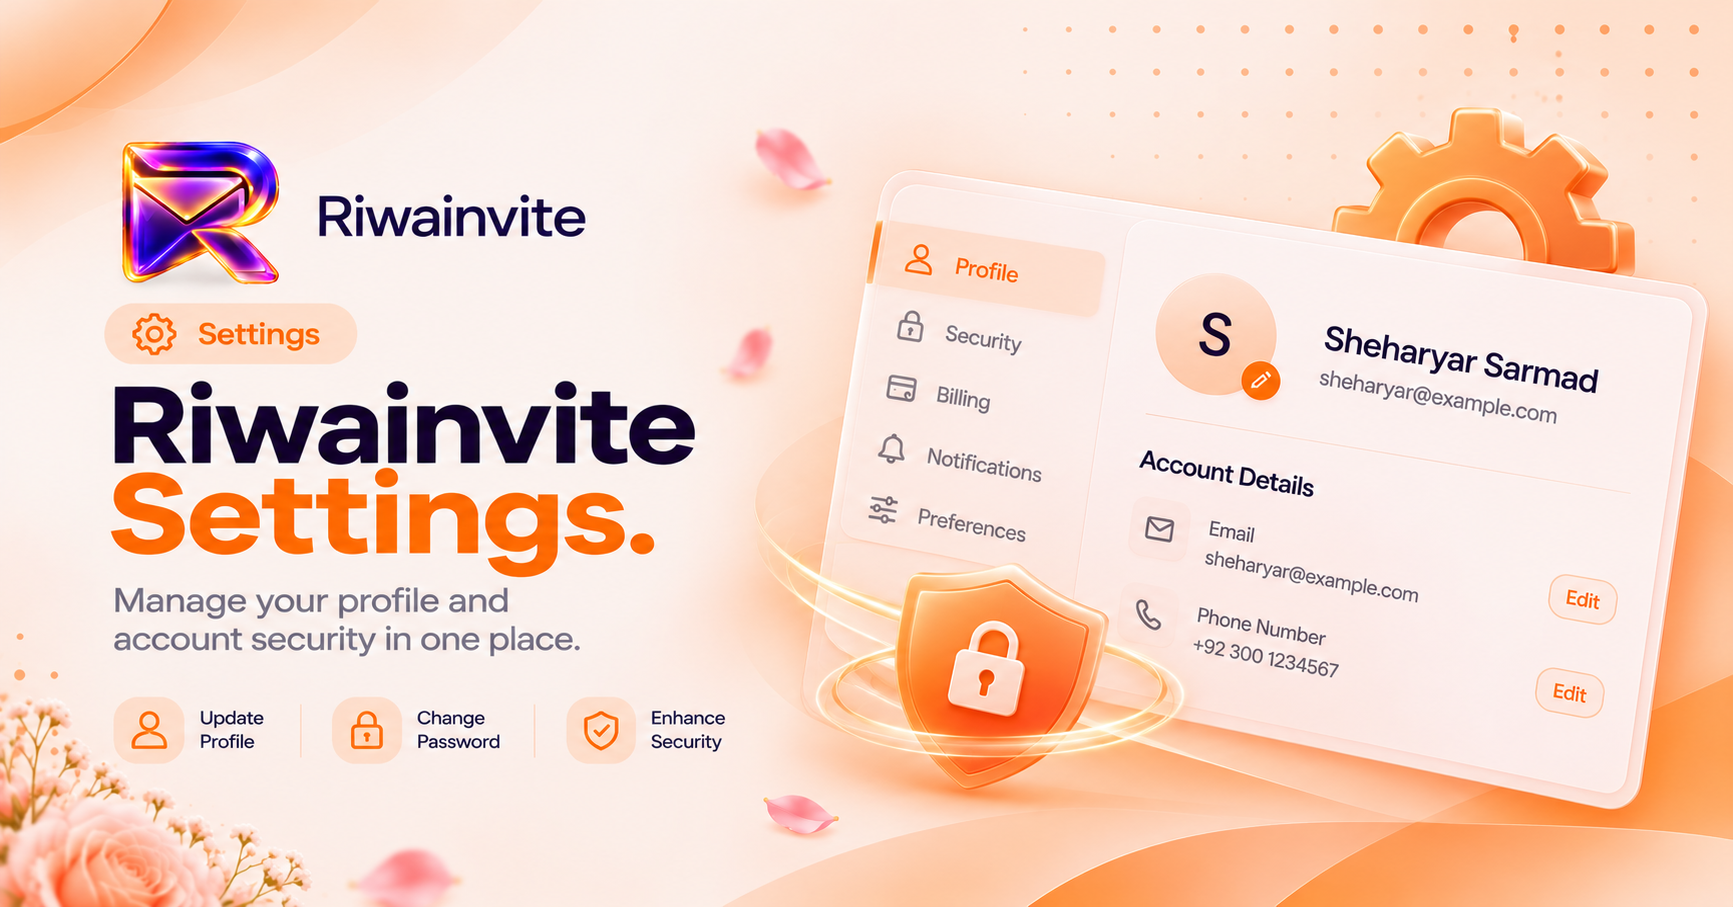 Riwainvite
Settings
Riwainvite
Settings.
Manage your profile and
account security in one place.
Update
Profile
Change
Password
Enhance
Security
Profile
Security
Billing
Notifications
Preferences
S
Sheharyar Sarmad
sheharyar@example.com
Account Details
Email
sheharyar@example.com
Edit
Phone Number
+92 300 1234567
Edit